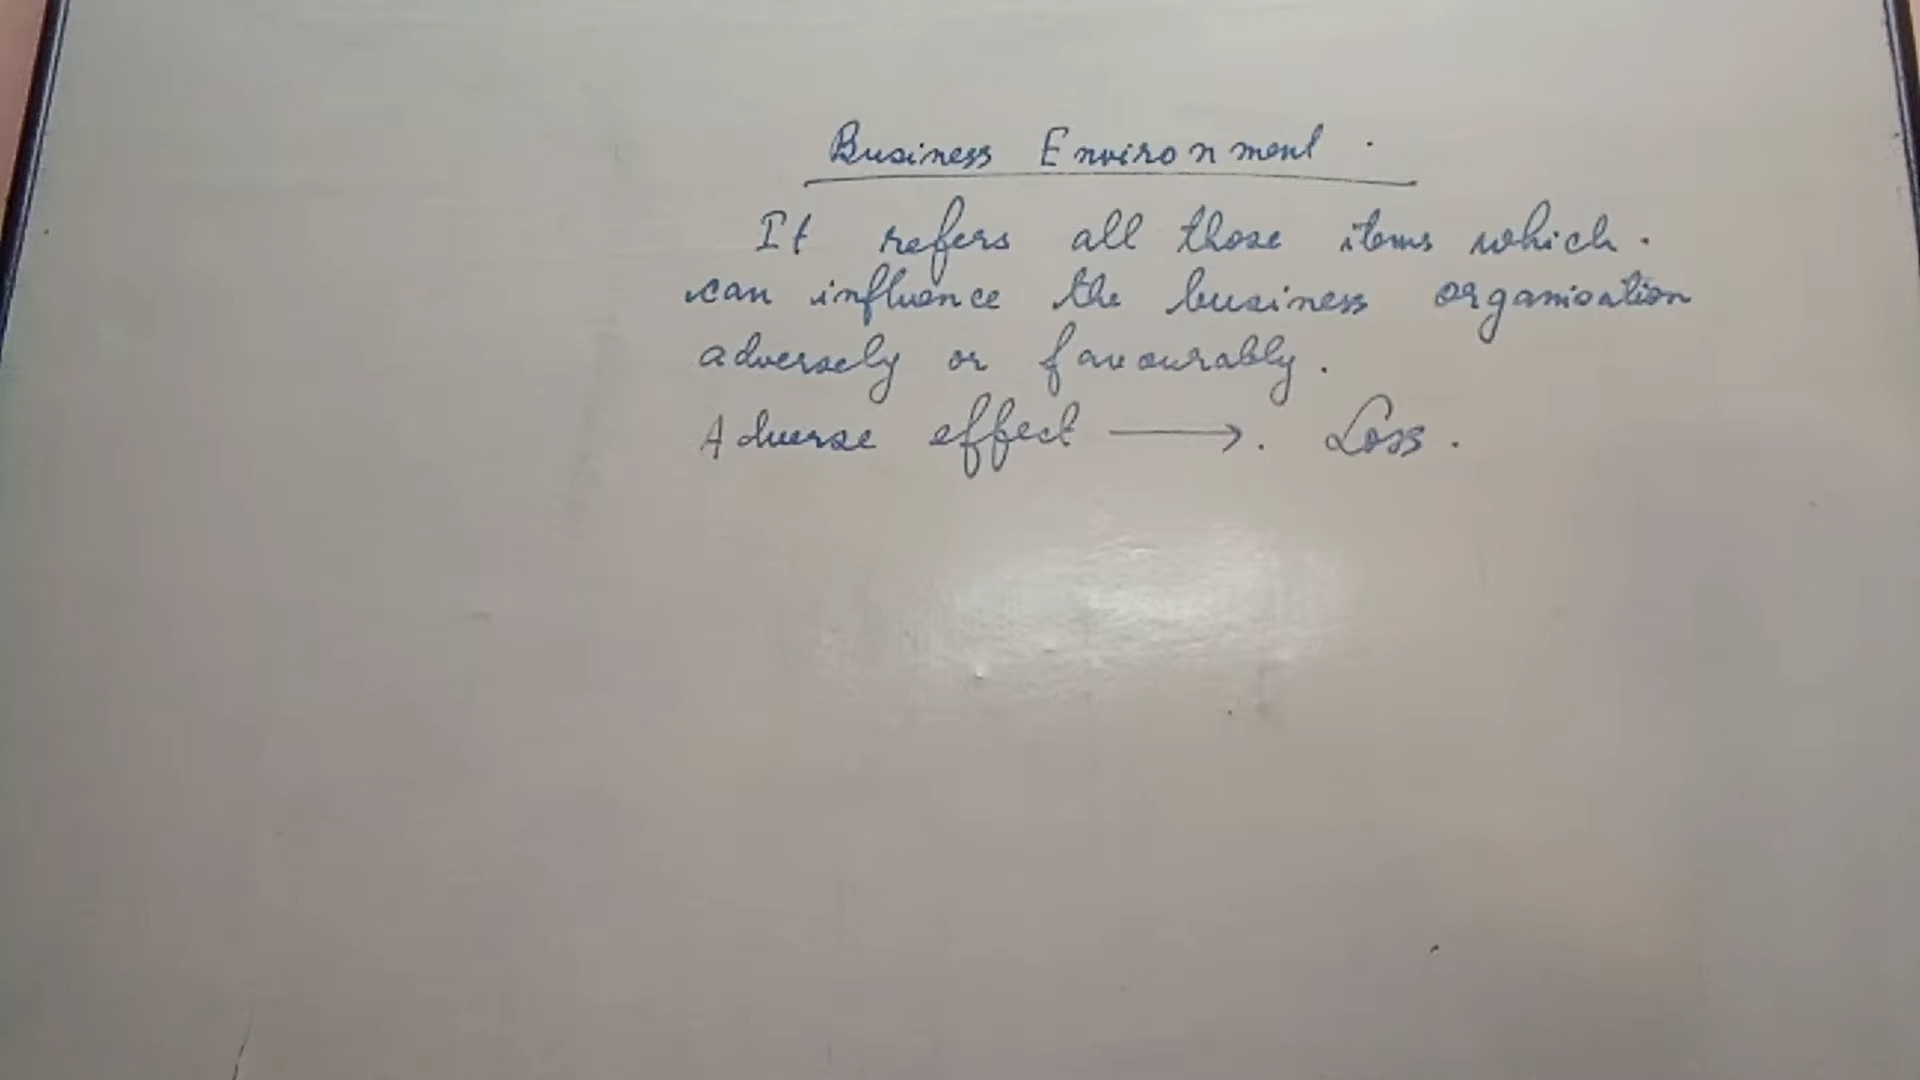 Business Environment
It refers all those items which
can influence the business organisation
adversely or favourably.
Adverse effect → Loss.